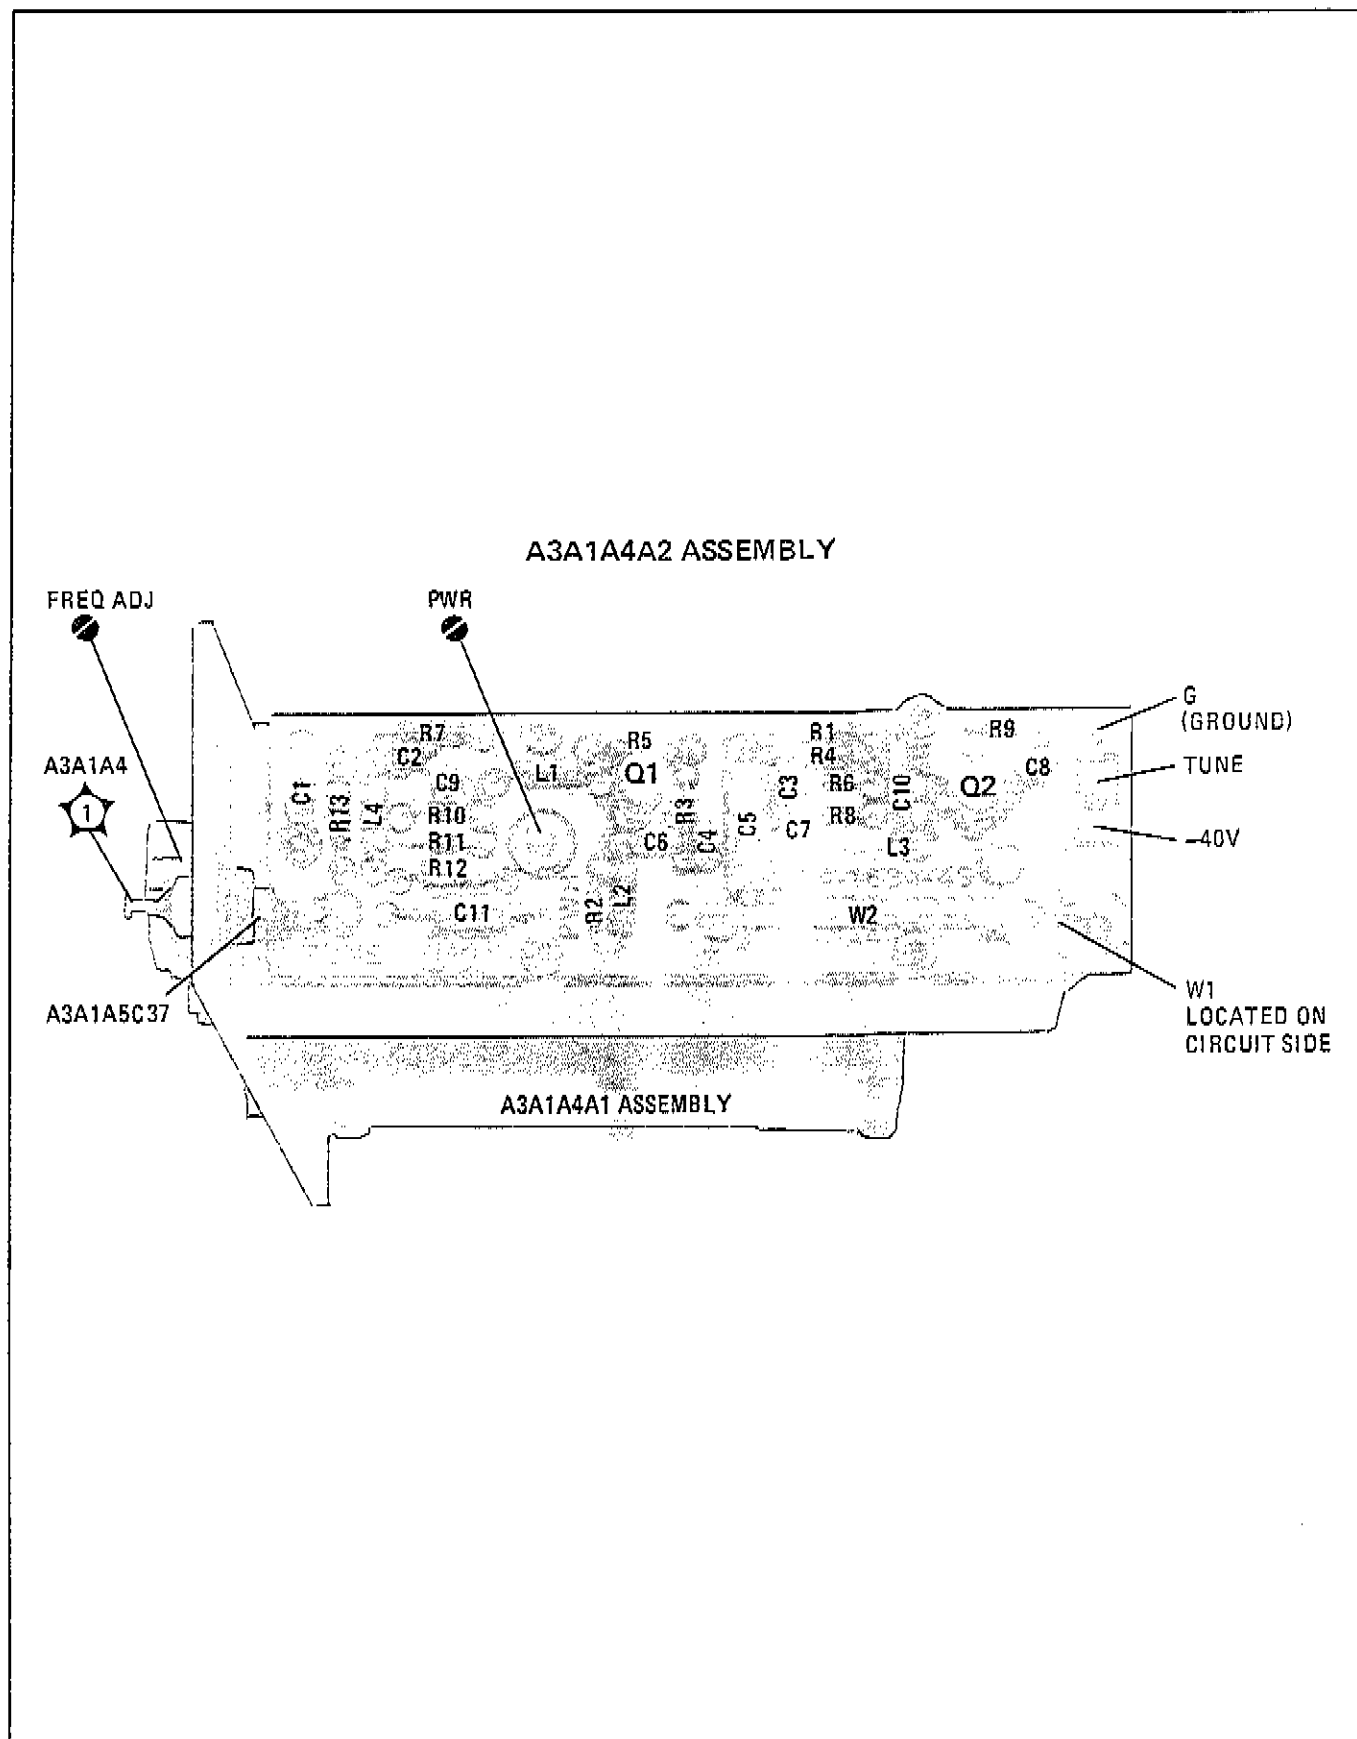 A3A1A4A2 ASSEMBLY
FREQ ADJ
PWR
G
(GROUND)
TUNE
–40V
A3A1A4
1
R7
C2
C9
R10
R11
R12
C11
C1
R13
L4
L1
R5
Q1
R3
C6
C4
C5
R2
L2
R1
R4
C3
R6
C7
R8
C10
L3
W2
R9
Q2
C8
A3A1A5C37
W1
LOCATED ON
CIRCUIT SIDE
A3A1A4A1 ASSEMBLY